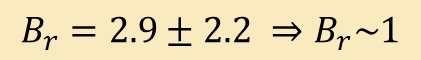 B_r = 2.9 ± 2.2 ⇒ B_r~1